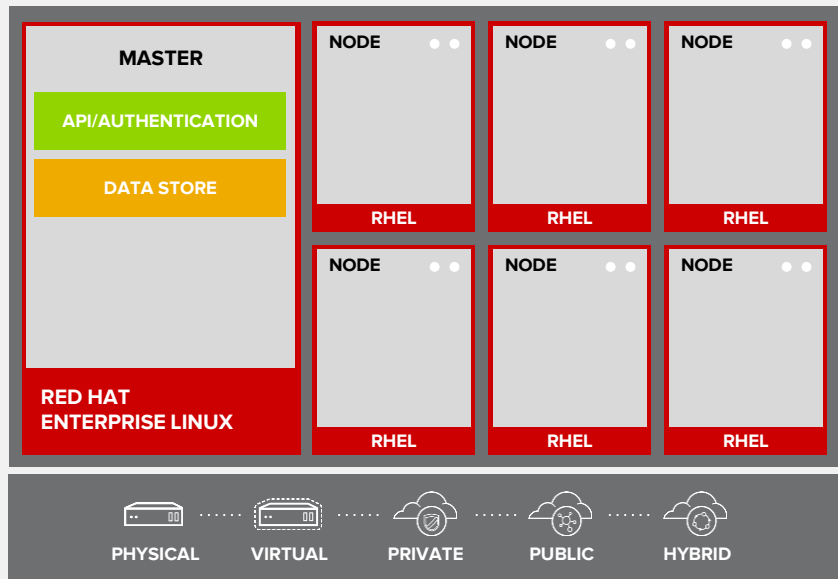 MASTER
API/AUTHENTICATION
DATA STORE
RED HAT
ENTERPRISE LINUX
NODE
NODE
NODE
RHEL
RHEL
RHEL
NODE
NODE
NODE
RHEL
RHEL
RHEL
PHYSICAL
VIRTUAL
PRIVATE
PUBLIC
HYBRID